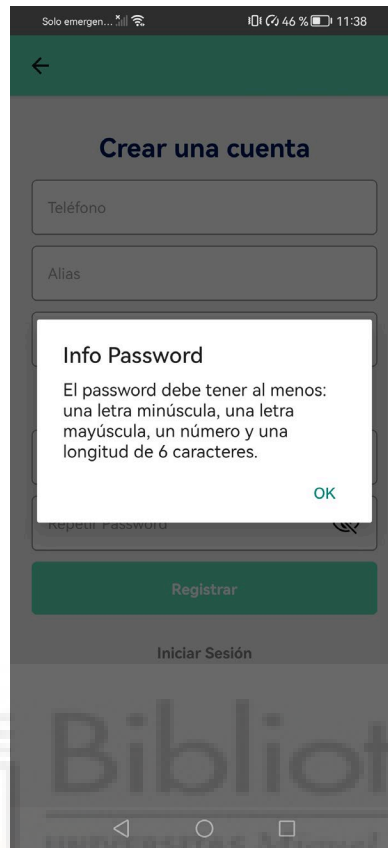 Solo emergen... 46 % 11:38
Crear una cuenta
Teléfono
Alias
Info Password
El password debe tener al menos:
una letra minúscula, una letra
mayúscula, un número y una
longitud de 6 caracteres.
OK
Repetir Password
Registrar
Iniciar Sesión
Bibliot